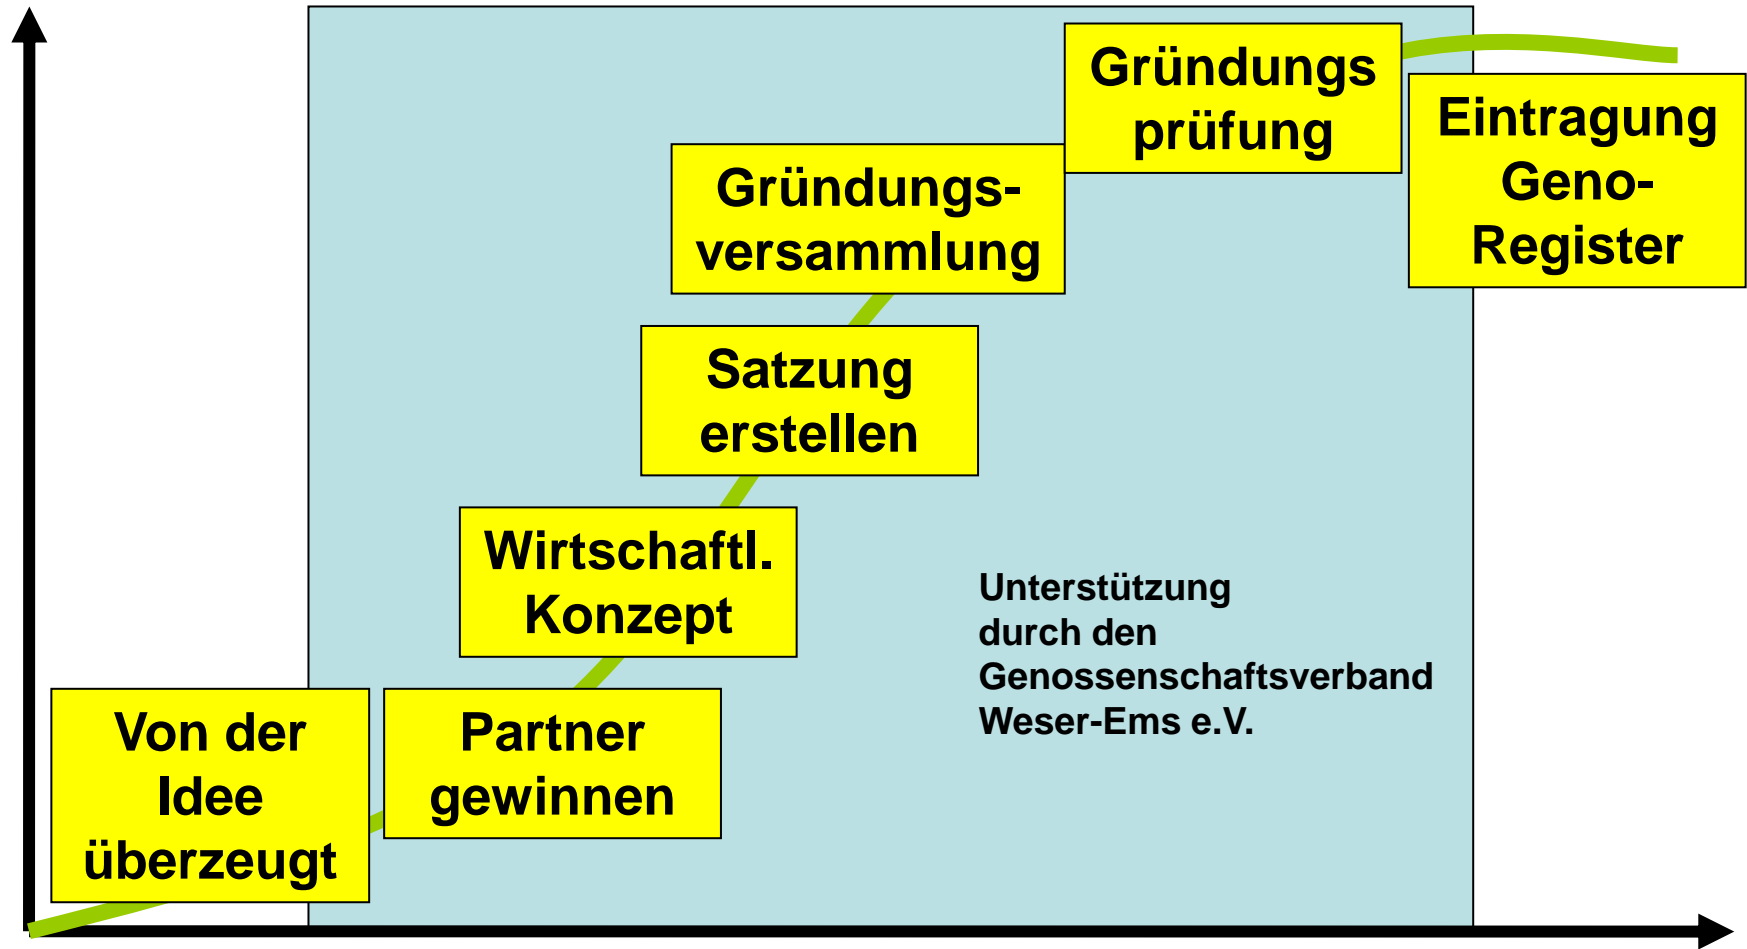 Von der
Idee
überzeugt
Partner
gewinnen
Wirtschaftl.
Konzept
Satzung
erstellen
Gründungs-
versammlung
Gründungs
prüfung
Eintragung
Geno-
Register
Unterstützung
durch den
Genossenschaftsverband
Weser-Ems e.V.